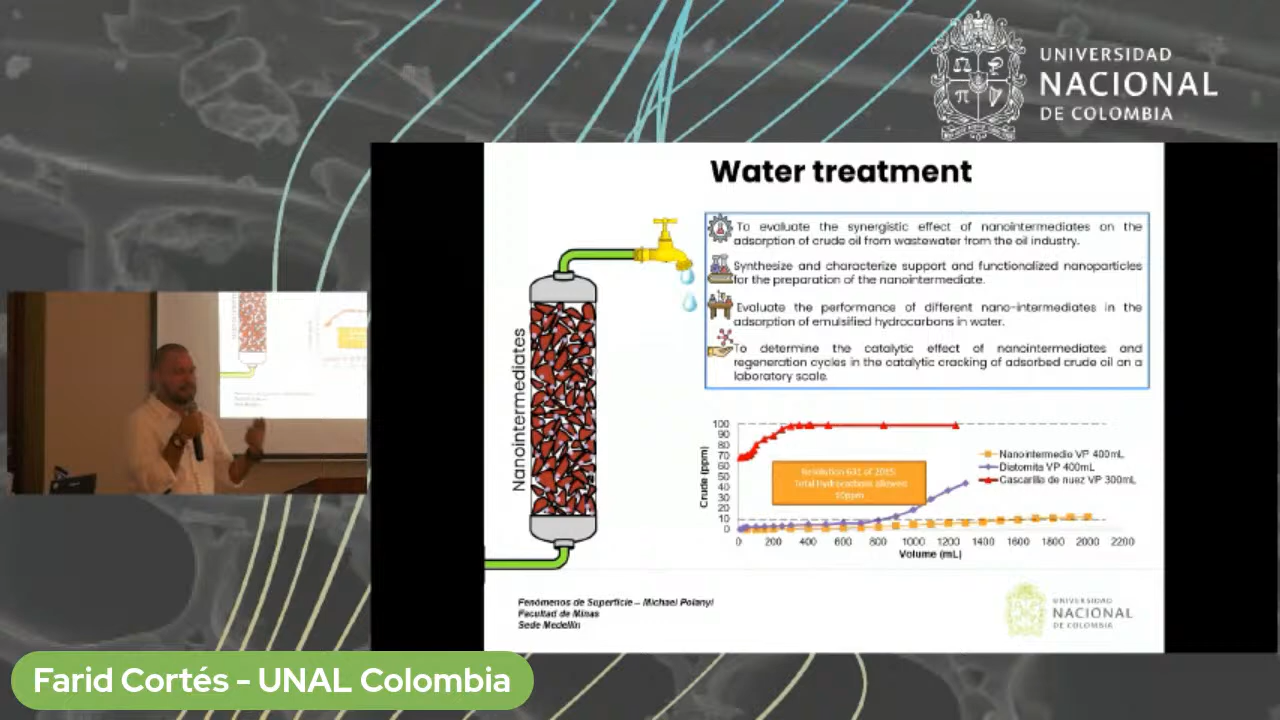 UNIVERSIDAD
NACIONAL
DE COLOMBIA
Water treatment
To evaluate the synergistic effect of nanointermediates on the
adsorption of crude oil from wastewater from the oil industry.
Synthesize and characterize support and functionalized nanoparticles
for the preparation of the nanointermediate.
Evaluate the performance of different nano-intermediates in the
adsorption of emulsified hydrocarbons in water.
To determine the catalytic effect of nanointermediates and
regeneration cycles in the catalytic cracking of adsorbed crude oil on a
laboratory scale.
Nanointermediates
Crude (ppm)
100
90
80
70
60
50
40
30
20
10
0
Resolution 631 of 2015
Total Hydrocarbons allowed
10ppm
Nanointermedio VP 400mL
Diatomita VP 400mL
Cascarilla de nuez VP 300mL
0 200 400 600 800 1000 1200 1400 1600 1800 2000 2200
Volume (mL)
Fenómenos de Superficie – Michael Polanyi
Facultad de Minas
Sede Medellín
UNIVERSIDAD
NACIONAL
DE COLOMBIA
Farid Cortés - UNAL Colombia